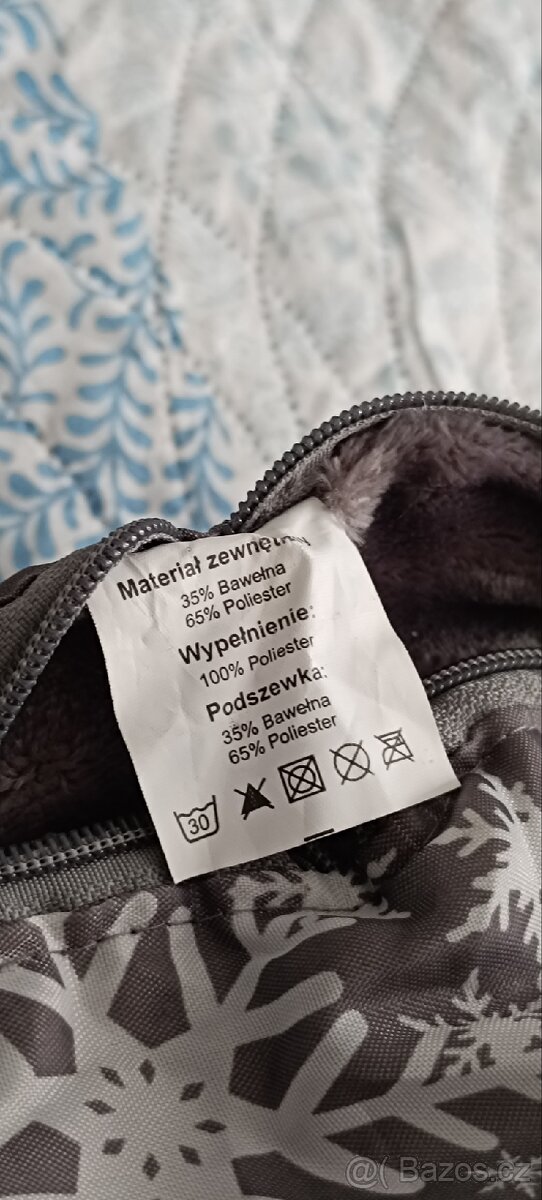 Materiał zewnętrzny
35% Bawełna
65% Poliester
Wypełnienie:
100% Poliester
Podszewka:
35% Bawełna
65% Poliester
30
@( Bazos.cz